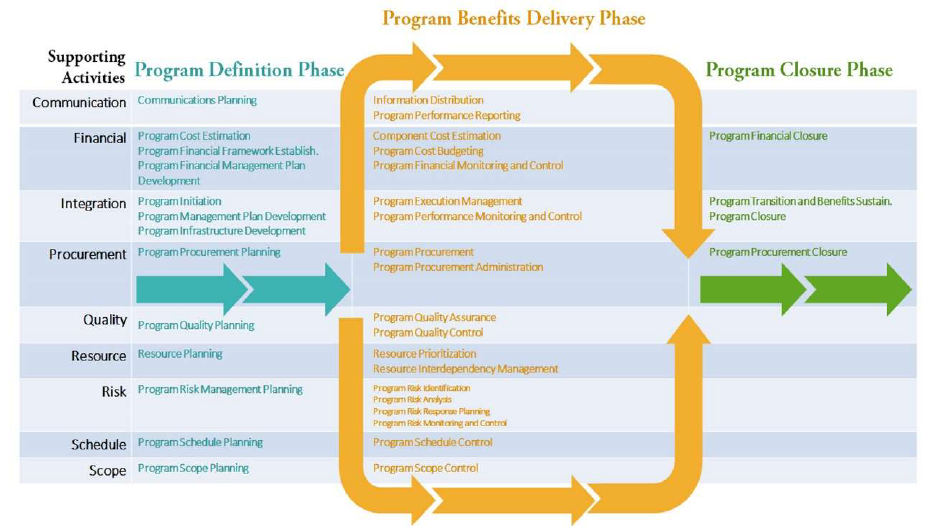 Program Benefits Delivery Phase
Supporting
Activities
Program Definition Phase
Program Closure Phase
Communication
Communications Planning
Information Distribution
Program Performance Reporting
Financial
Program Cost Estimation
Program Financial Framework Establish.
Program Financial Management Plan
Development
Component Cost Estimation
Program Cost Budgeting
Program Financial Monitoring and Control
Program Financial Closure
Integration
Program Initiation
Program Management Plan Development
Program Infrastructure Development
Program Execution Management
Program Performance Monitoring and Control
Program Transition and Benefits Sustain.
Program Closure
Procurement
Program Procurement Planning
Program Procurement
Program Procurement Administration
Program Procurement Closure
Quality
Program Quality Planning
Program Quality Assurance
Program Quality Control
Resource
Resource Planning
Resource Prioritization
Resource Interdependency Management
Risk
Program Risk Management Planning
Program Risk Identification
Program Risk Analysis
Program Risk Response Planning
Program Risk Monitoring and Control
Schedule
Program Schedule Planning
Program Schedule Control
Scope
Program Scope Planning
Program Scope Control